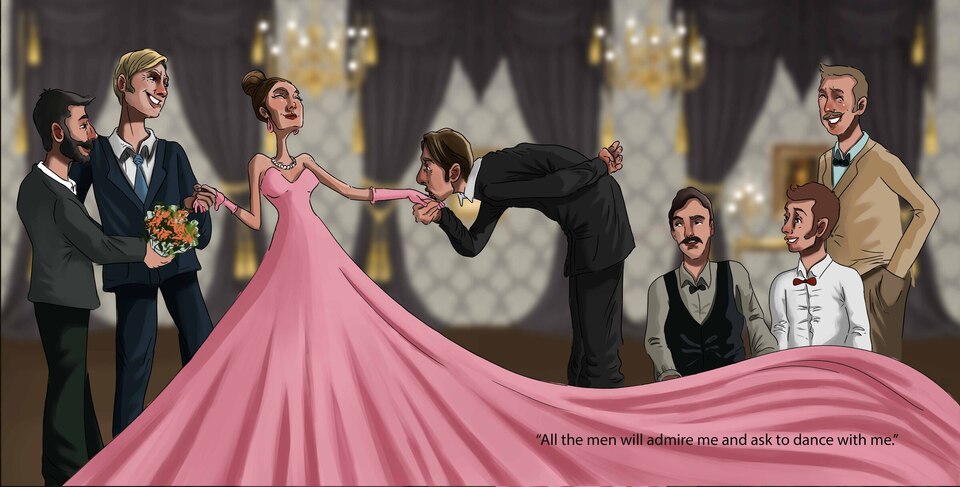 “All the men will admire me and ask to dance with me.”